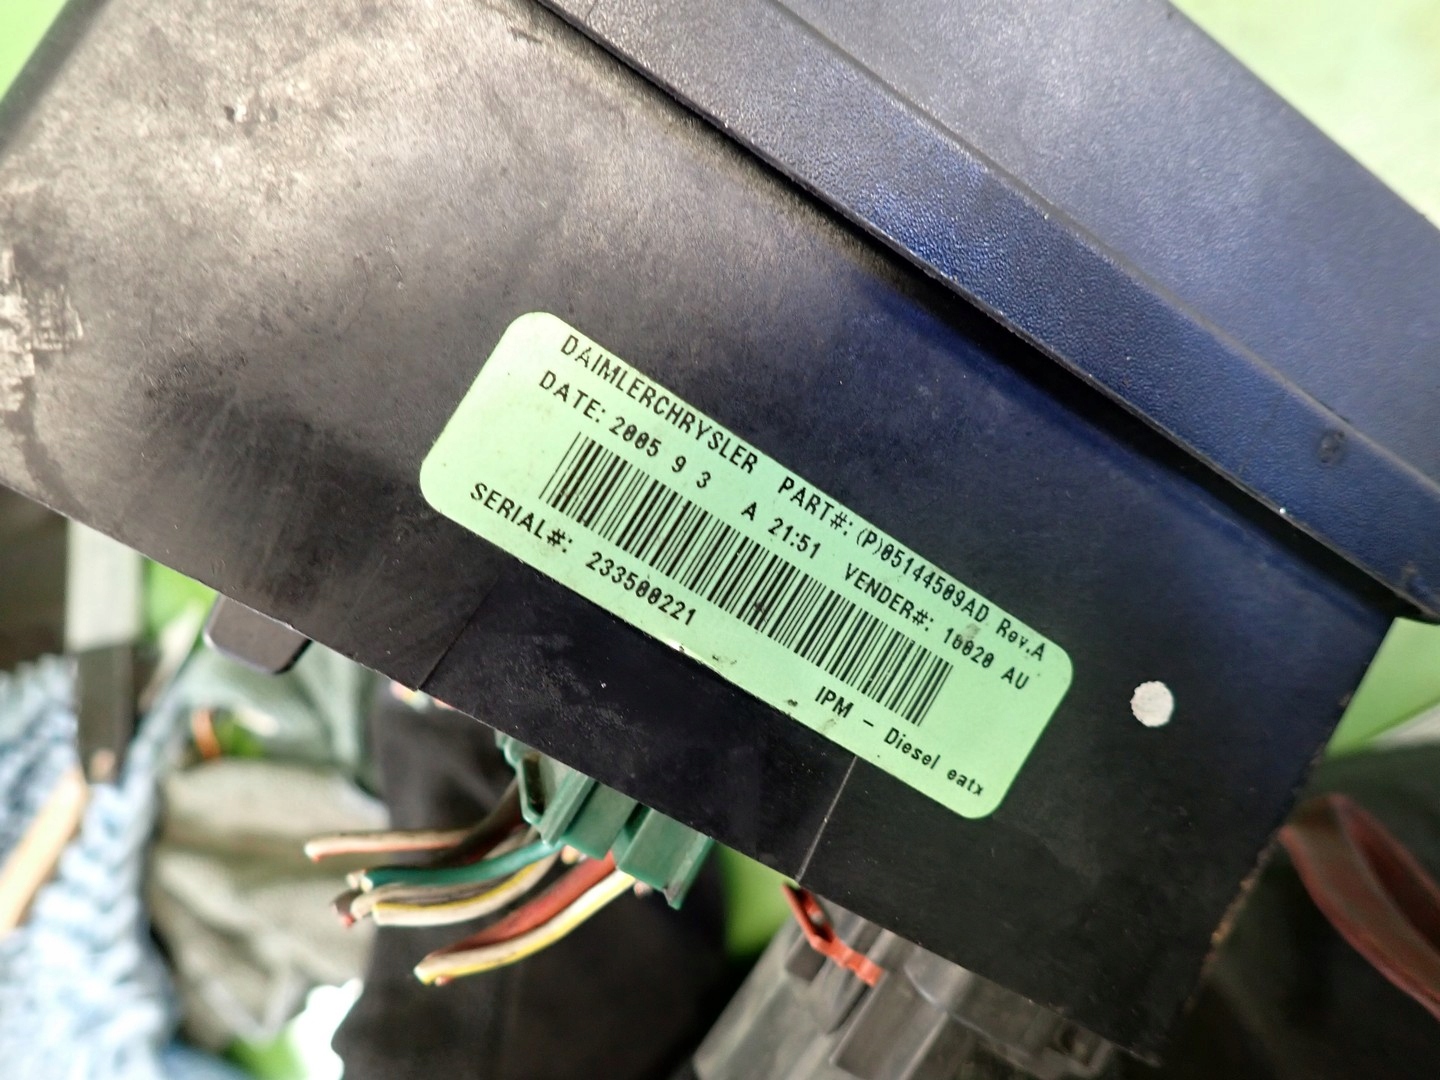 DAIMLERCHRYSLER PART#: (P)05144509AD Rev.A
DATE: 2005 9 3 A 21:51 VENDER#: 10020 AU
SERIAL#: 233500221 IPM - Diesel eatx